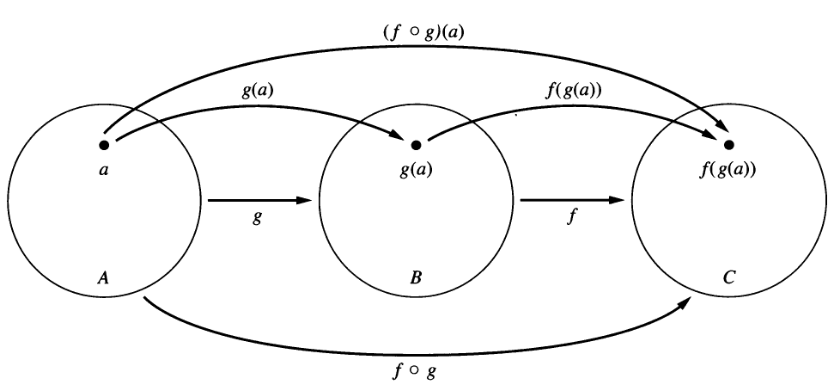 (f ∘ g)(a)
g(a)
f(g(a))
a
g(a)
f(g(a))
g
f
A
B
C
f ∘ g